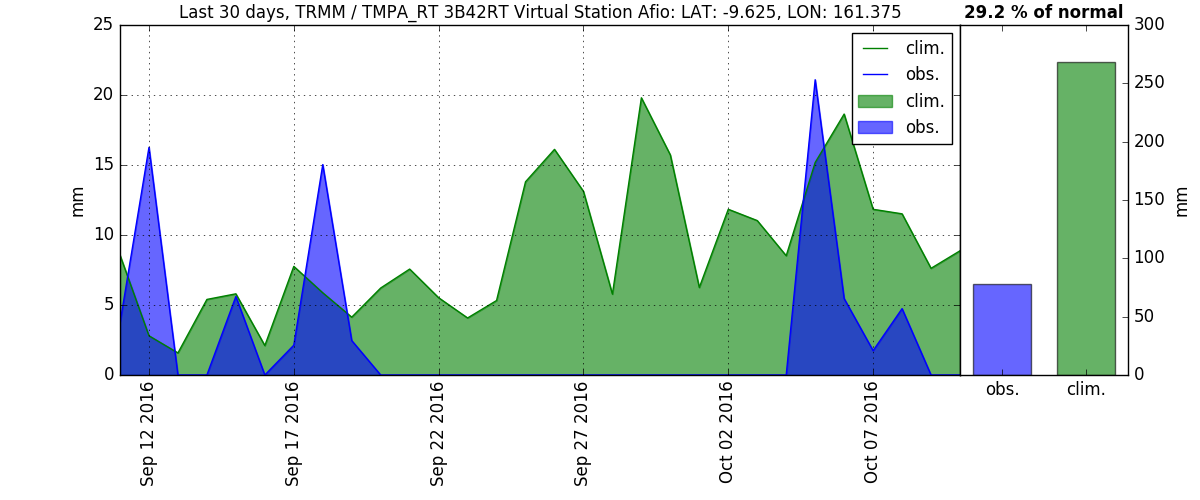 Last 30 days, TRMM / TMPA_RT 3B42RT Virtual Station Afio: LAT: -9.625, LON: 161.375
29.2 % of normal
25
20
15
10
5
0
mm
clim.
obs.
clim.
obs.
300
250
200
150
100
50
0
mm
obs.
clim.
Sep 12 2016
Sep 17 2016
Sep 22 2016
Sep 27 2016
Oct 02 2016
Oct 07 2016